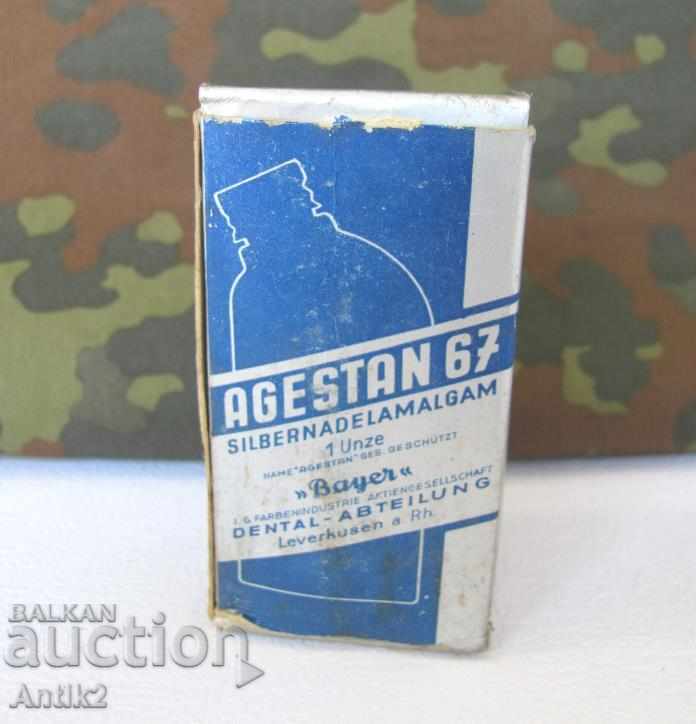 AGESTAN 67
SILBERNADELAMALGAM
1 Unze
NAME "AGESTAN" GES. GESCHÜTZT
»Bayer«
I. G. FARBENINDUSTRIE AKTIENGESELLSCHAFT
DENTAL-ABTEILUNG
Leverkusen a. Rh.
BALKAN
auction
Antik2